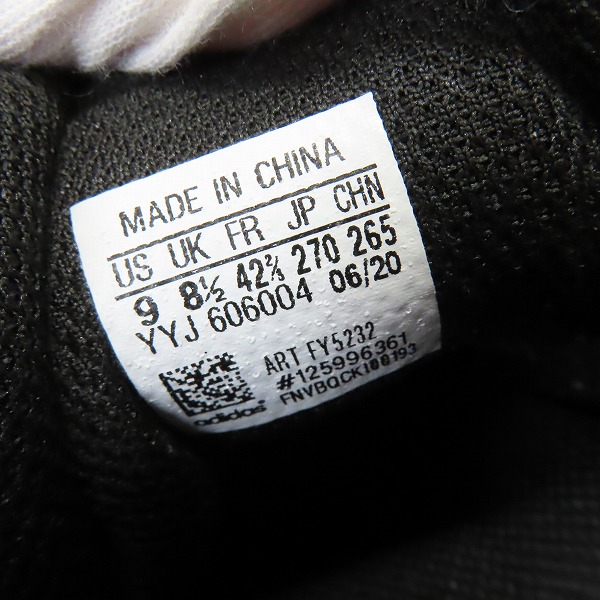 MADE IN CHINA
US UK FR JP CHN
9 8½ 42⅔ 270 265
YYJ 606004 06/20
ART FY5232
#125996361
FNVBQCKI00193
adidas